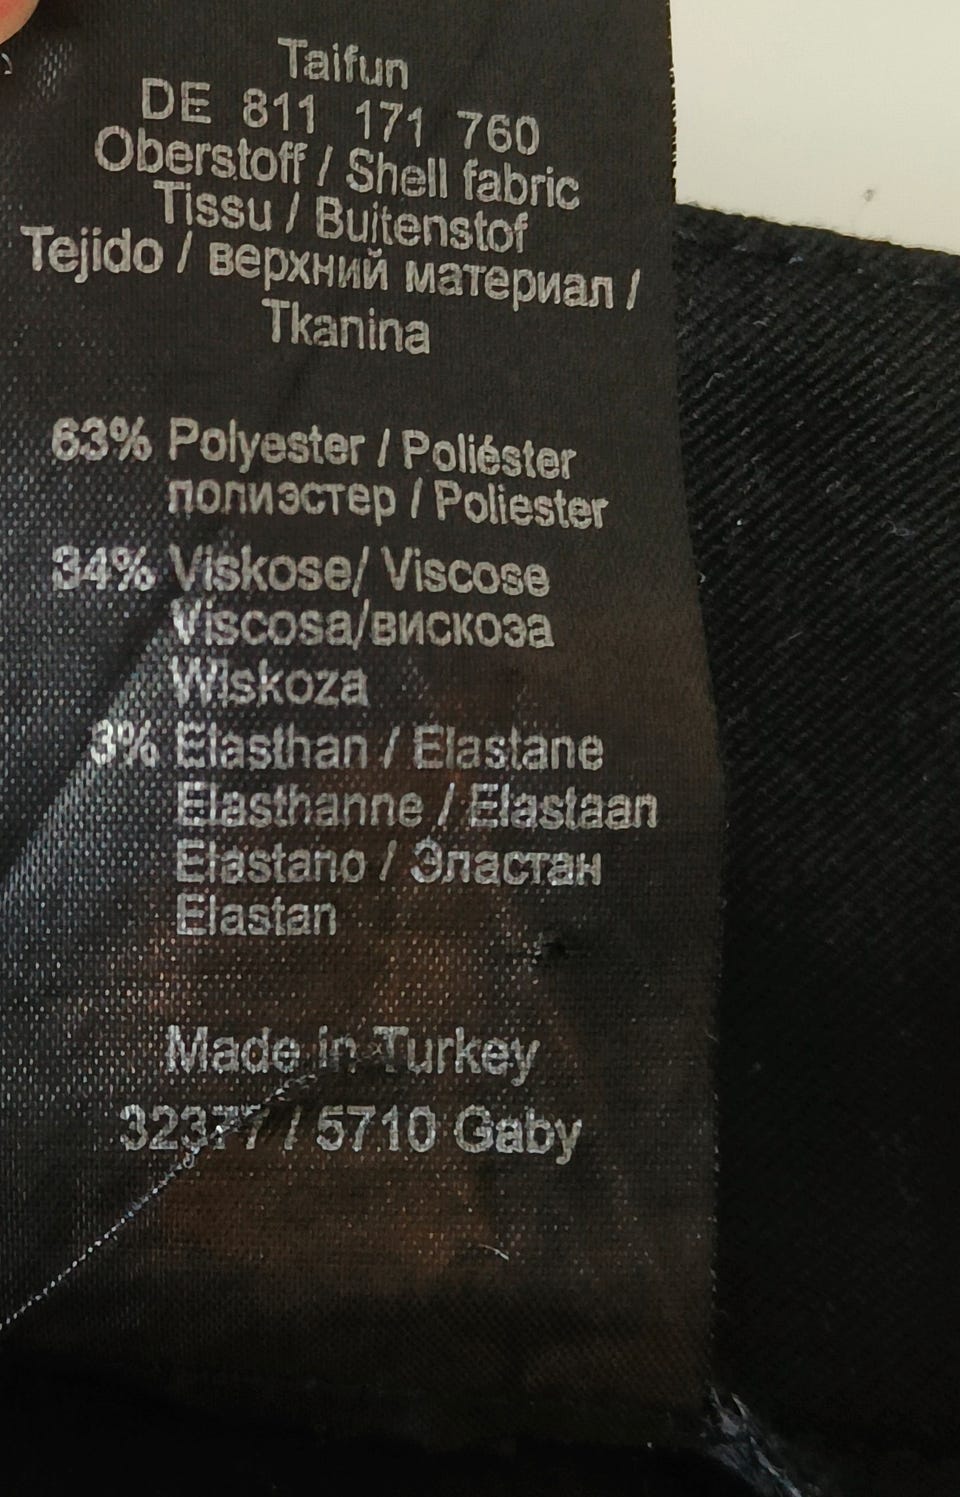 Taifun
DE 811 171 760
Oberstoff / Shell fabric
Tissu / Buitenstof
Tejido / верхний материал /
Tkanina
63% Polyester / Poliéster
полиэстер / Poliester
34% Viskose/ Viscose
Viscosa/вискоза
Wiskoza
3% Elasthan / Elastane
Elasthanne / Elastaan
Elastano / Эластан
Elastan
Made in Turkey
32377 / 5710 Gaby